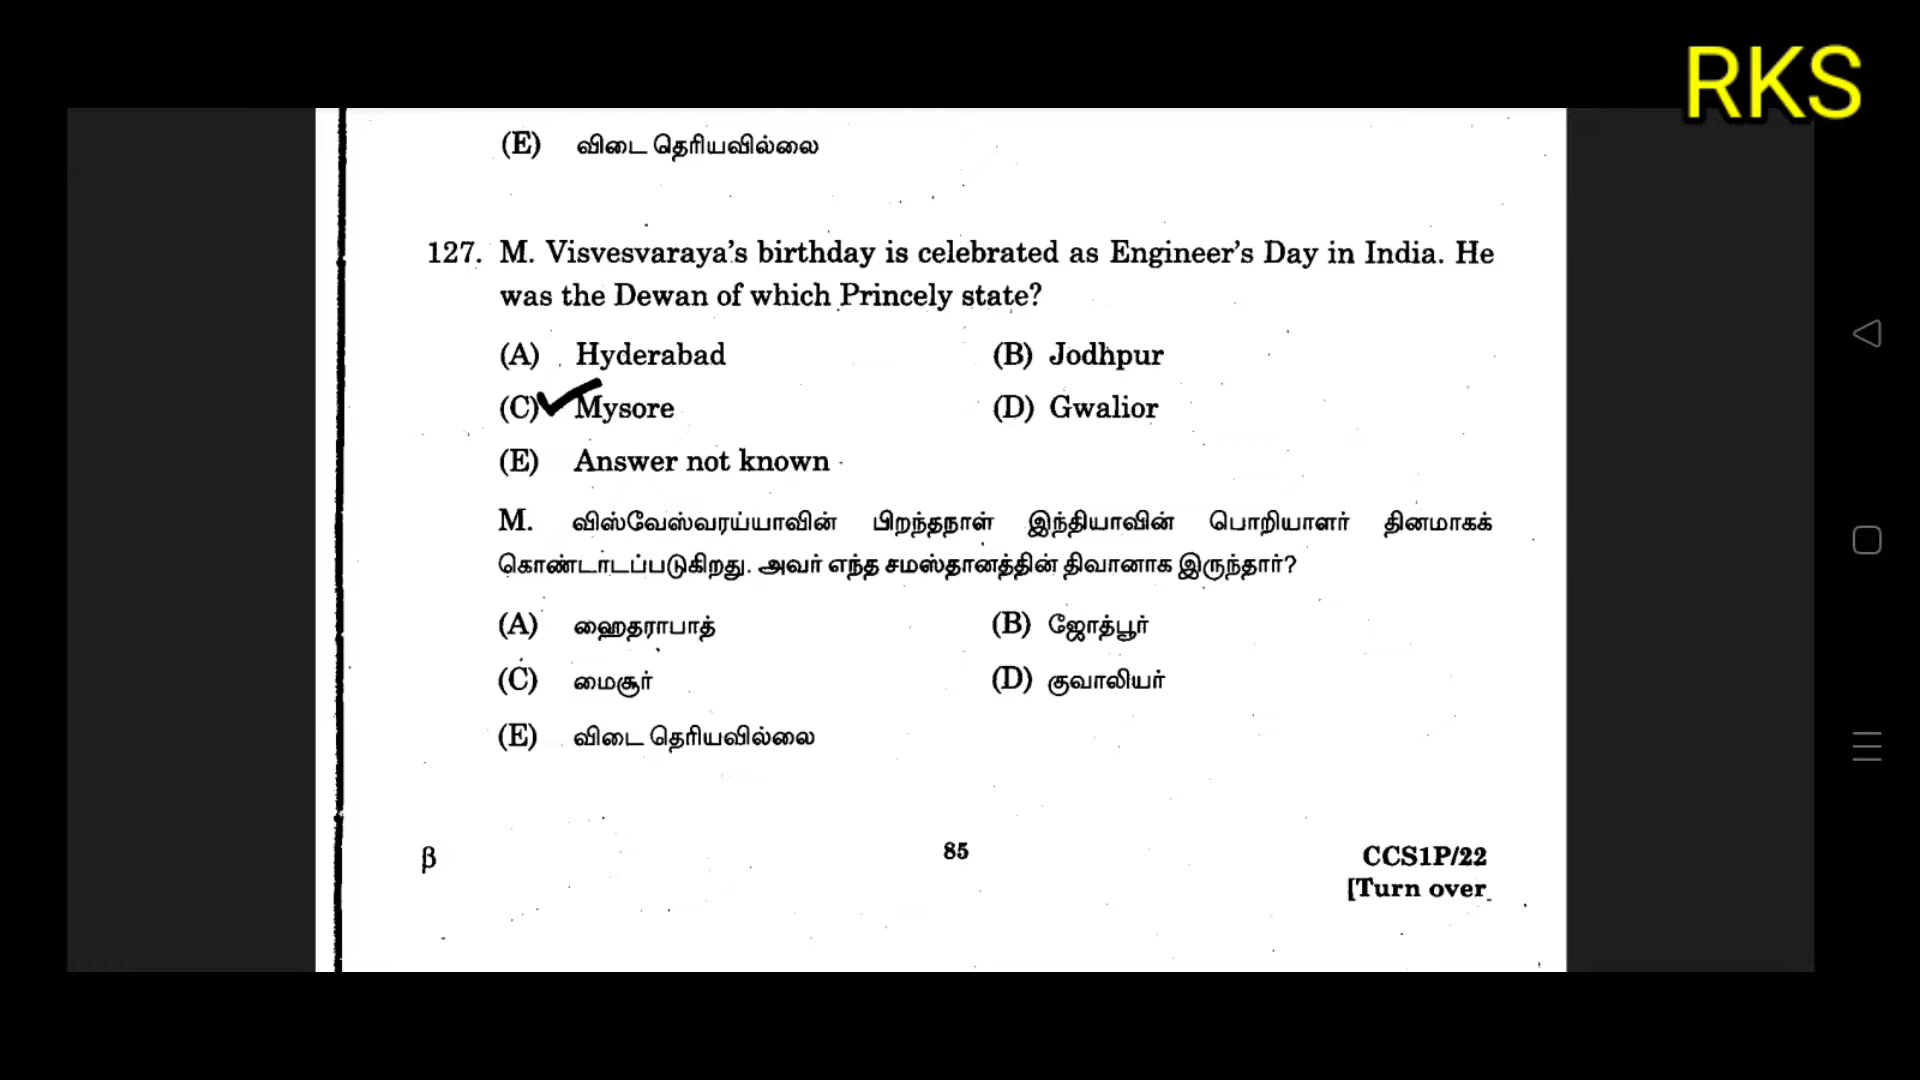 RKS
(E) விடை தெரியவில்லை
127. M. Visvesvaraya's birthday is celebrated as Engineer's Day in India. He
was the Dewan of which Princely state?
(A) Hyderabad (B) Jodhpur
(C) Mysore (D) Gwalior
(E) Answer not known
M. விஸ்வேஸ்வரய்யாவின் பிறந்தநாள் இந்தியாவின் பொறியாளர் தினமாகக்
கொண்டாடப்படுகிறது. அவர் எந்த சமஸ்தானத்தின் திவானாக இருந்தார்?
(A) ஹைதராபாத் (B) ஜோத்பூர்
(C) மைசூர் (D) குவாலியர்
(E) விடை தெரியவில்லை
β 85 CCS1P/22
[Turn over